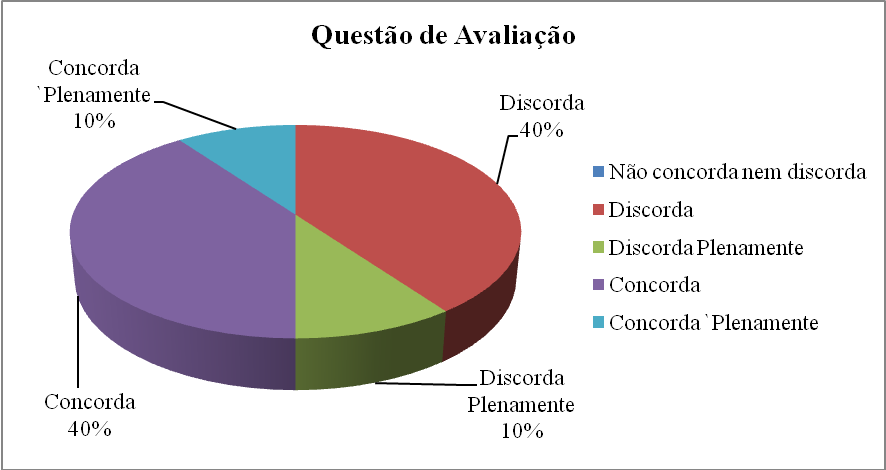 Questão de Avaliação
Concorda
`Plenamente
10%
Discorda
40%
Não concorda nem discorda
Discorda
Discorda Plenamente
Concorda
Concorda `Plenamente
Concorda
40%
Discorda
Plenamente
10%